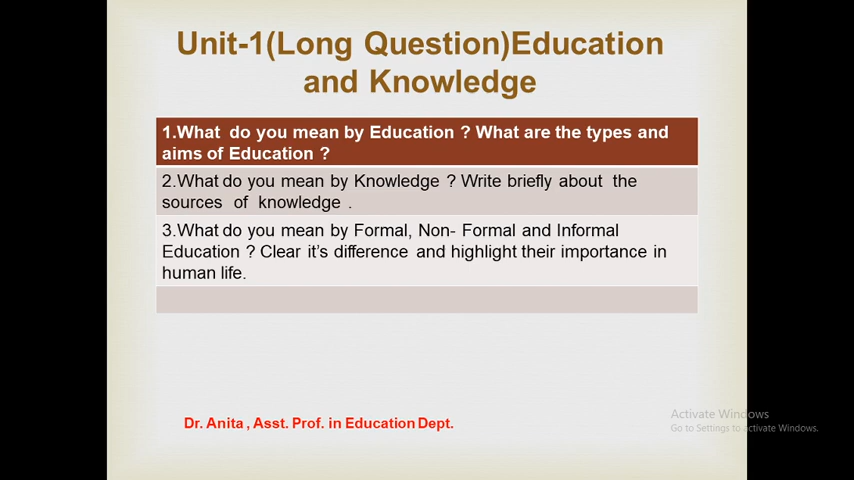 Unit-1(Long Question)Education
and Knowledge
1.What do you mean by Education ? What are the types and
aims of Education ?
2.What do you mean by Knowledge ? Write briefly about the
sources of knowledge .
3.What do you mean by Formal, Non- Formal and Informal
Education ? Clear it's difference and highlight their importance in
human life.
Dr. Anita , Asst. Prof. in Education Dept.
Activate Windows
Go to Settings to activate Windows.